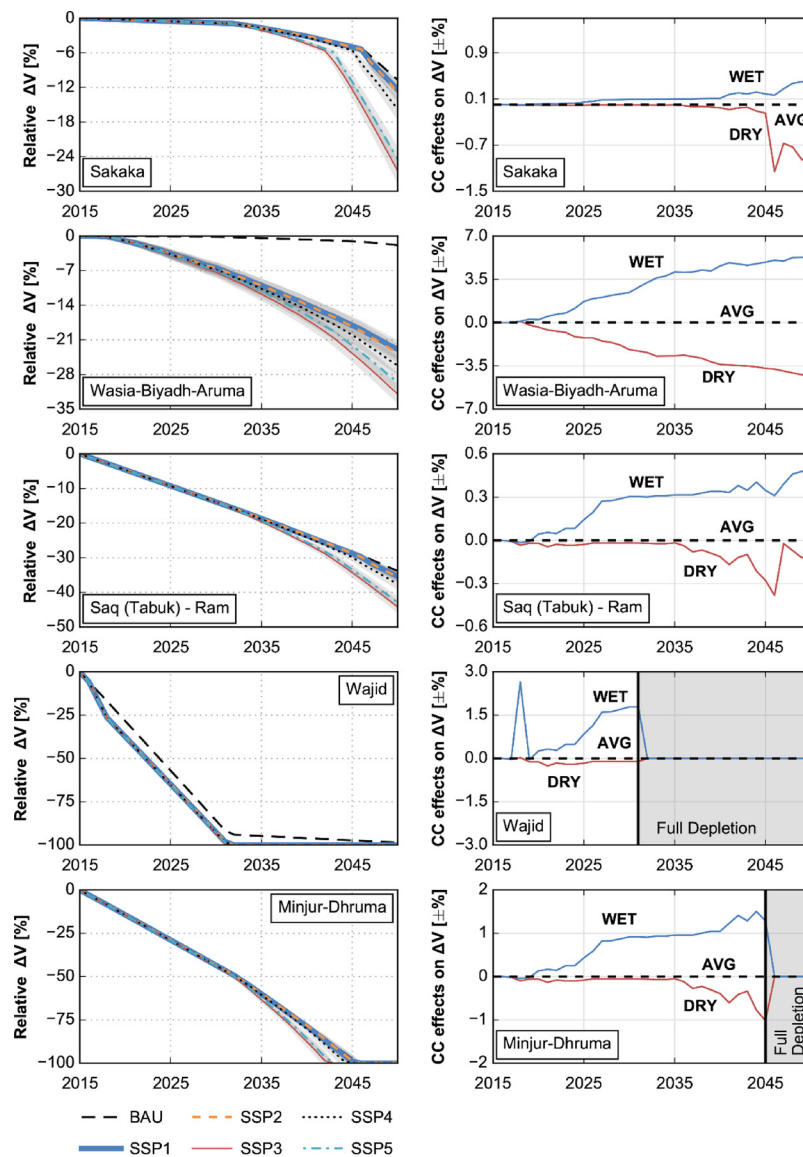 Relative ΔV [%]
0
−6
−12
−18
−24
−30
Sakaka
2015 2025 2035 2045
CC effects on ΔV [±%]
0.9
0.1
−0.7
−1.5
WET
AVG
DRY
Sakaka
2015 2025 2035 2045
Relative ΔV [%]
0
−7
−14
−21
−28
−35
Wasia-Biyadh-Aruma
2015 2025 2035 2045
CC effects on ΔV [±%]
7.0
3.5
0.0
−3.5
−7.0
WET
AVG
DRY
Wasia-Biyadh-Aruma
2015 2025 2035 2045
Relative ΔV [%]
0
−10
−20
−30
−40
−50
Saq (Tabuk) - Ram
2015 2025 2035 2045
CC effects on ΔV [±%]
0.6
0.3
0.0
−0.3
−0.6
WET
AVG
DRY
Saq (Tabuk) - Ram
2015 2025 2035 2045
Relative ΔV [%]
0
−25
−50
−75
−100
Wajid
2015 2025 2035 2045
CC effects on ΔV [±%]
3.0
1.5
0.0
−1.5
−3.0
WET
AVG
DRY
Wajid
Full Depletion
2015 2025 2035 2045
Relative ΔV [%]
0
−25
−50
−75
−100
Minjur-Dhruma
2015 2025 2035 2045
CC effects on ΔV [±%]
2
1
0
−1
−2
WET
AVG
DRY
Minjur-Dhruma
Full
Depletion
2015 2025 2035 2045
BAU SSP2 SSP4
SSP1 SSP3 SSP5